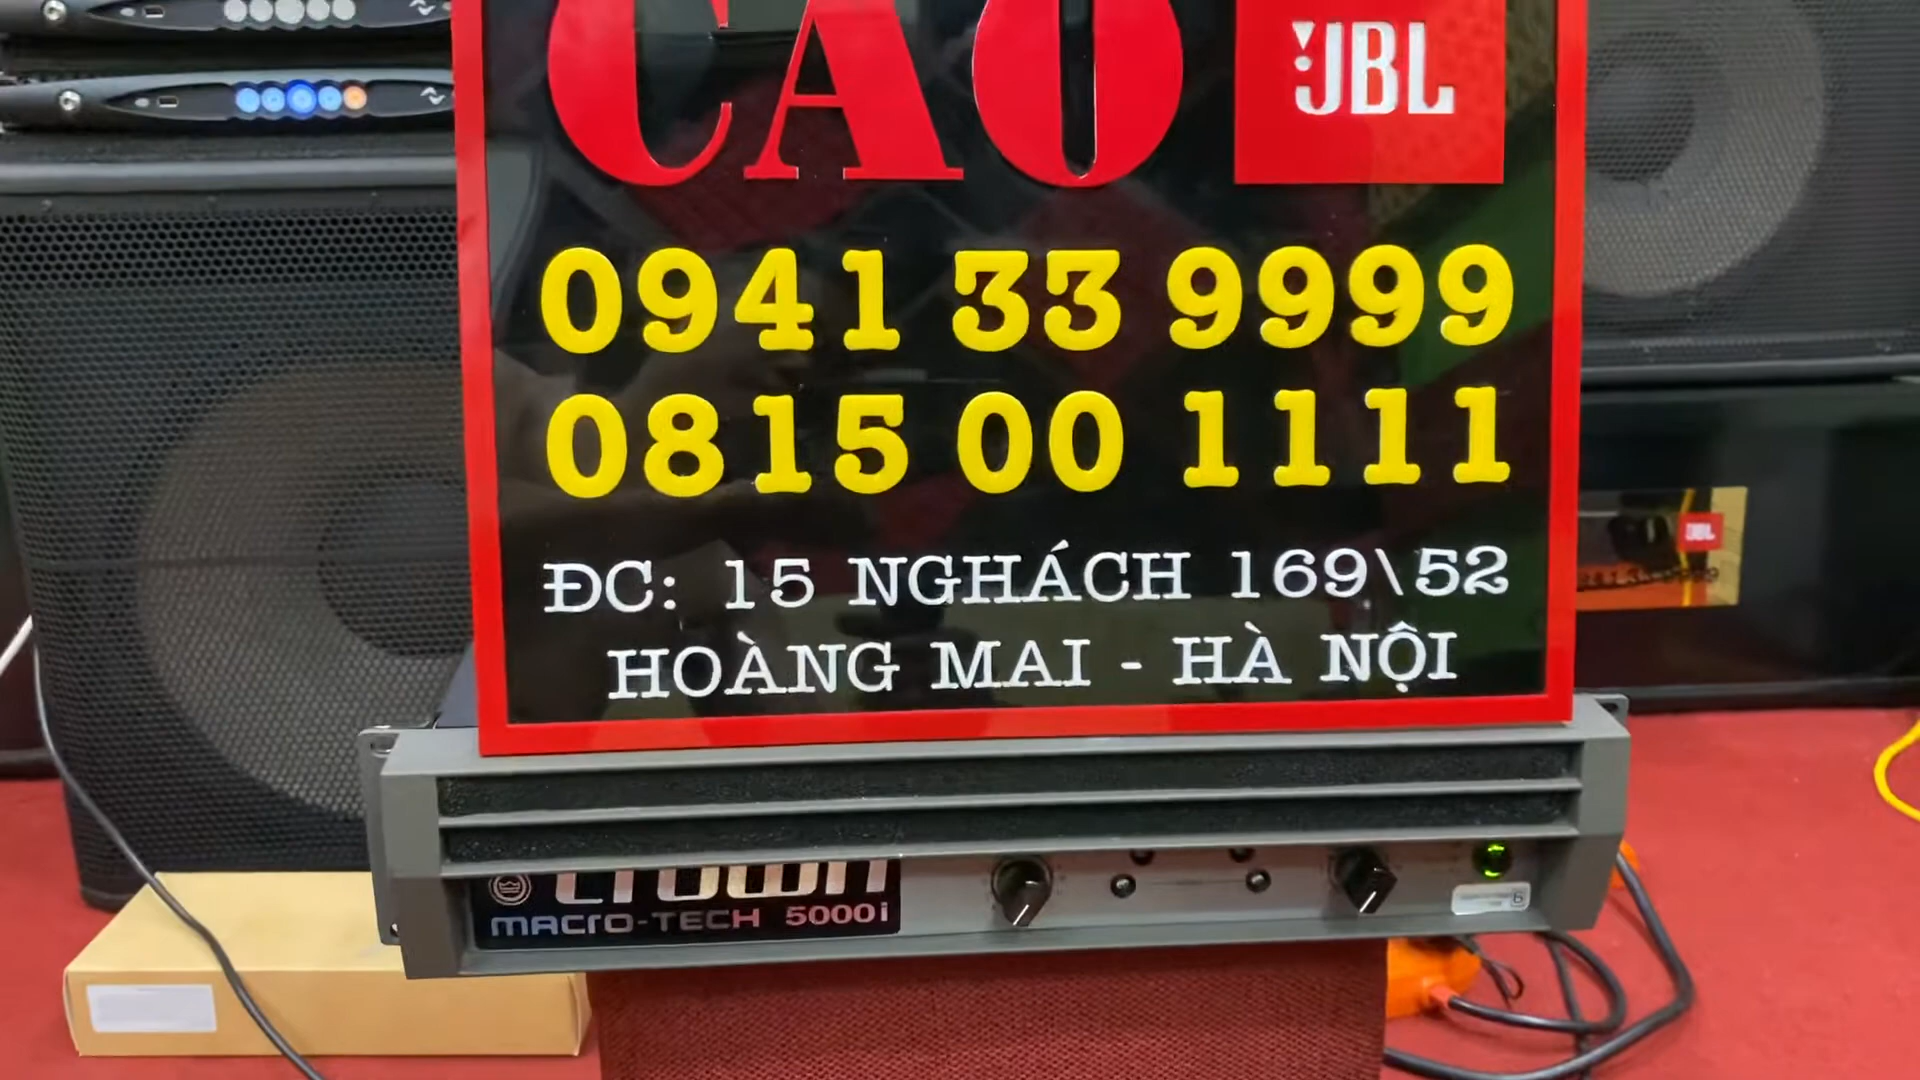 CAO
JBL
0941 33 9999
0815 00 1111
ĐC: 15 NGHÁCH 169\52
HOÀNG MAI - HÀ NỘI
JBL
crown
MACRO-TECH 5000i